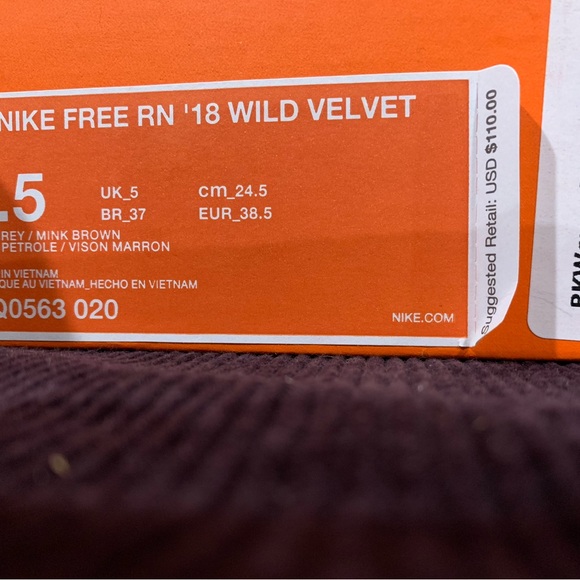 NIKE FREE RN '18 WILD VELVET
.5
UK_5
cm_24.5
BR_37
EUR_38.5
REY / MINK BROWN
PETROLE / VISON MARRON
IN VIETNAM
QUE AU VIETNAM_HECHO EN VIETNAM
Q0563 020
NIKE.COM
Suggested Retail: USD $110.00